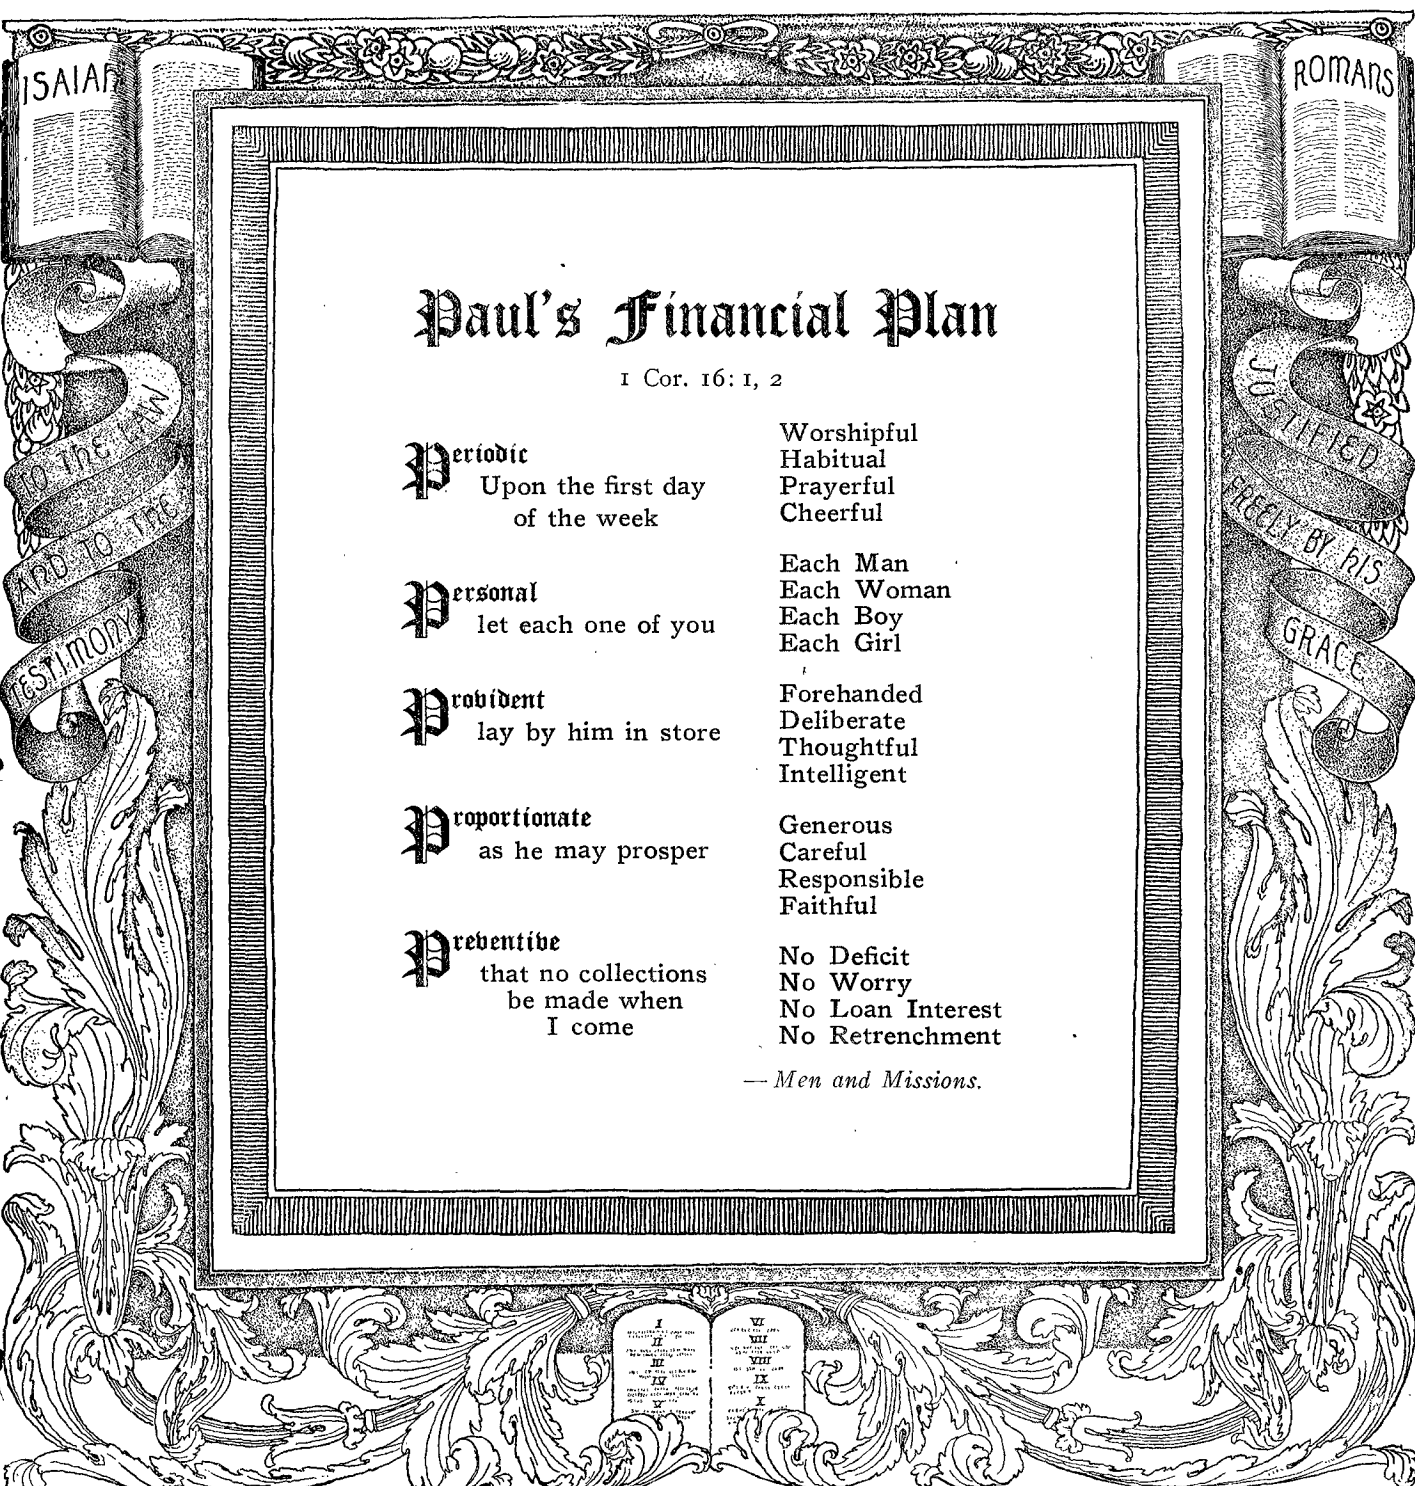 ISAIAH
ROMANS
TO THE LAW
AND TO THE
TESTIMONY
JUSTIFIED
FREELY BY HIS
GRACE
Paul's Financial Plan
1 Cor. 16: 1, 2
Periodic
Upon the first day
of the week
Worshipful
Habitual
Prayerful
Cheerful
Personal
let each one of you
Each Man
Each Woman
Each Boy
Each Girl
Provident
lay by him in store
Forehanded
Deliberate
Thoughtful
Intelligent
Proportionate
as he may prosper
Generous
Careful
Responsible
Faithful
Preventive
that no collections
be made when
I come
No Deficit
No Worry
No Loan Interest
No Retrenchment
— Men and Missions.
I
II
III
IV
V
VI
VII
VIII
IX
X